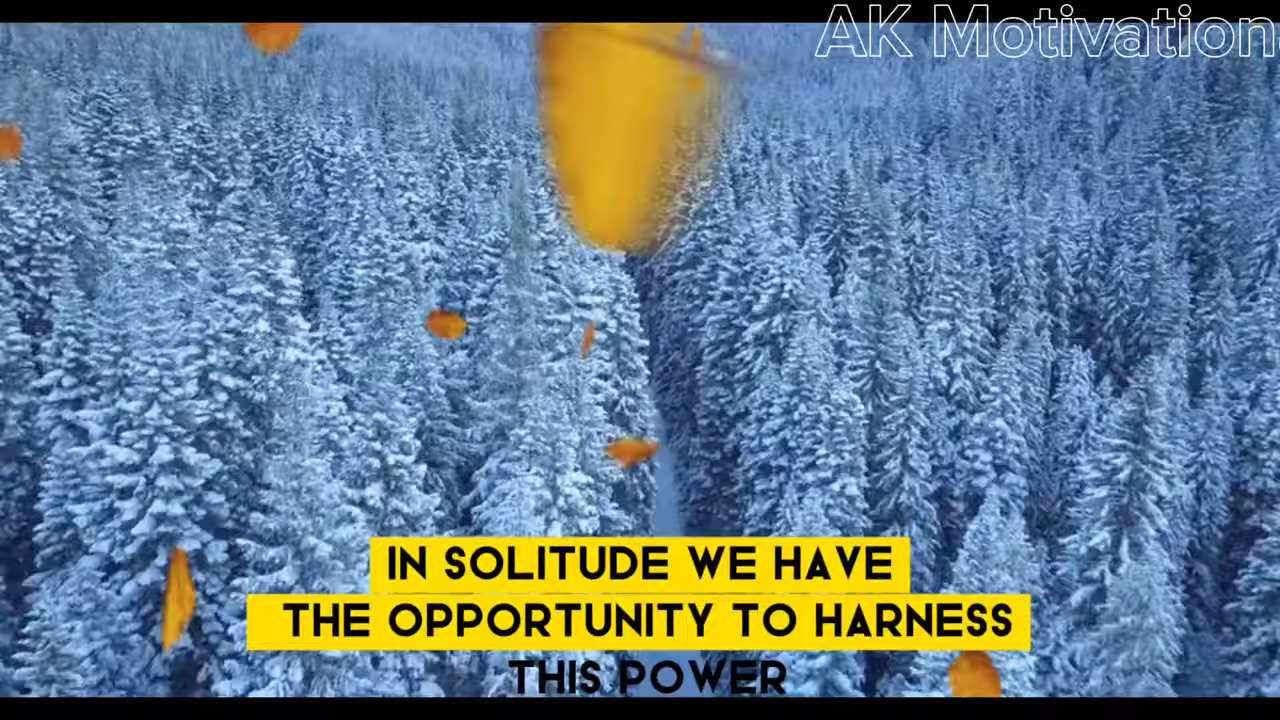 AK Motivation
IN SOLITUDE WE HAVE
THE OPPORTUNITY TO HARNESS
THIS POWER